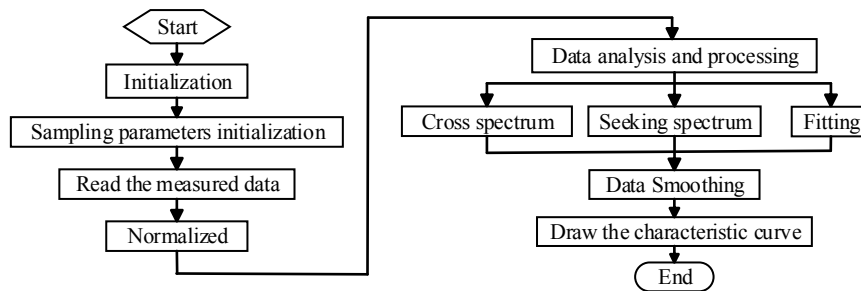 Start
Initialization
Sampling parameters initialization
Read the measured data
Normalized
Data analysis and processing
Cross spectrum
Seeking spectrum
Fitting
Data Smoothing
Draw the characteristic curve
End